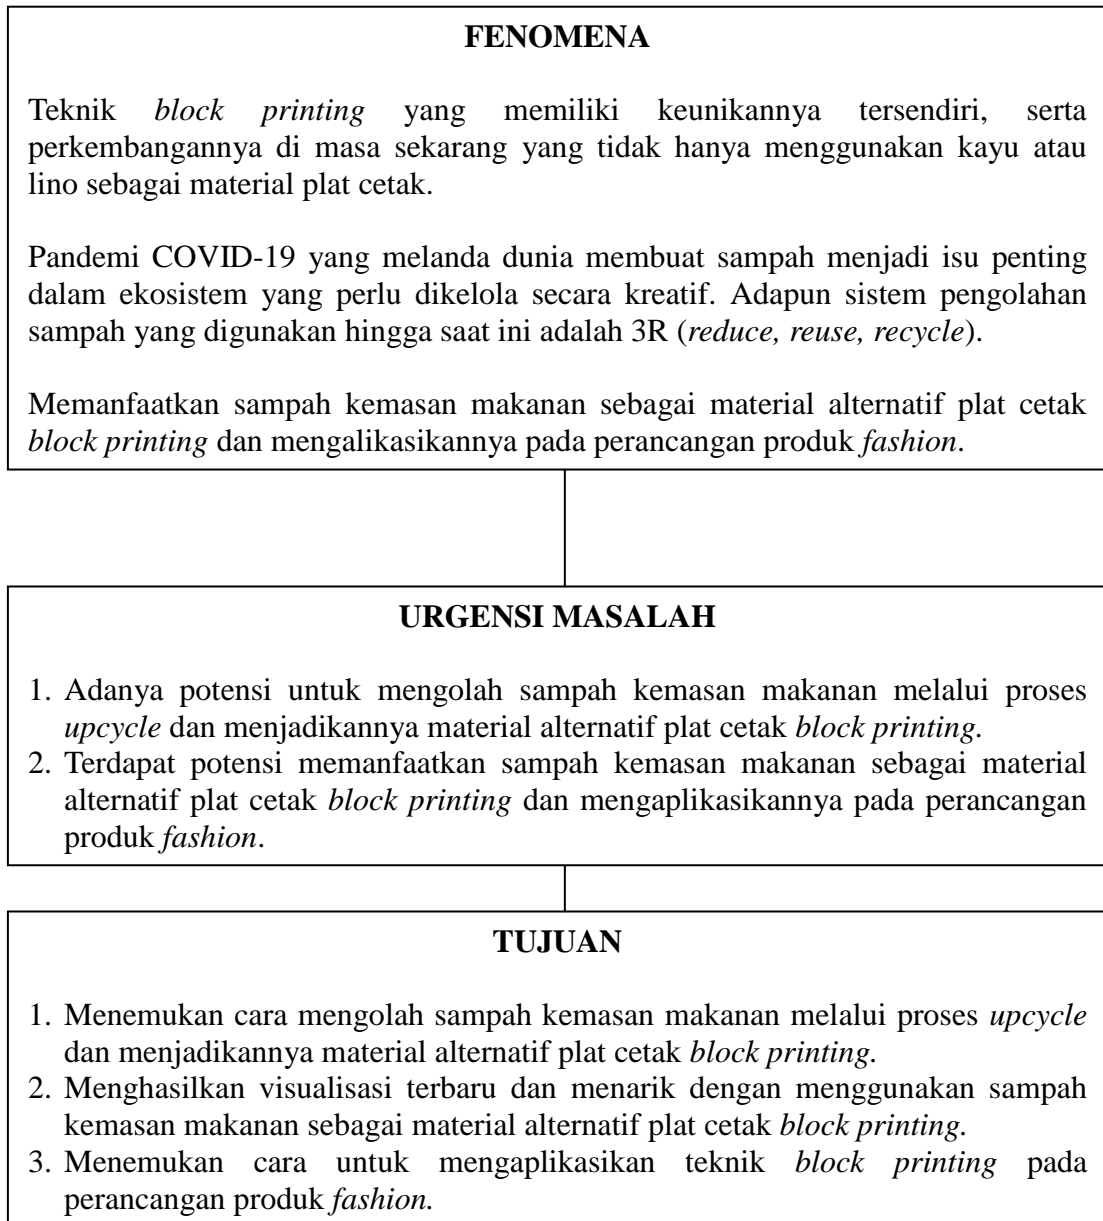 FENOMENA
Teknik block printing yang memiliki keunikannya tersendiri, serta
perkembangannya di masa sekarang yang tidak hanya menggunakan kayu atau
lino sebagai material plat cetak.
Pandemi COVID-19 yang melanda dunia membuat sampah menjadi isu penting
dalam ekosistem yang perlu dikelola secara kreatif. Adapun sistem pengolahan
sampah yang digunakan hingga saat ini adalah 3R (reduce, reuse, recycle).
Memanfaatkan sampah kemasan makanan sebagai material alternatif plat cetak
block printing dan mengalikasikannya pada perancangan produk fashion.
URGENSI MASALAH
1. Adanya potensi untuk mengolah sampah kemasan makanan melalui proses
upcycle dan menjadikannya material alternatif plat cetak block printing.
2. Terdapat potensi memanfaatkan sampah kemasan makanan sebagai material
alternatif plat cetak block printing dan mengaplikasikannya pada perancangan
produk fashion.
TUJUAN
1. Menemukan cara mengolah sampah kemasan makanan melalui proses upcycle
dan menjadikannya material alternatif plat cetak block printing.
2. Menghasilkan visualisasi terbaru dan menarik dengan menggunakan sampah
kemasan makanan sebagai material alternatif plat cetak block printing.
3. Menemukan cara untuk mengaplikasikan teknik block printing pada
perancangan produk fashion.